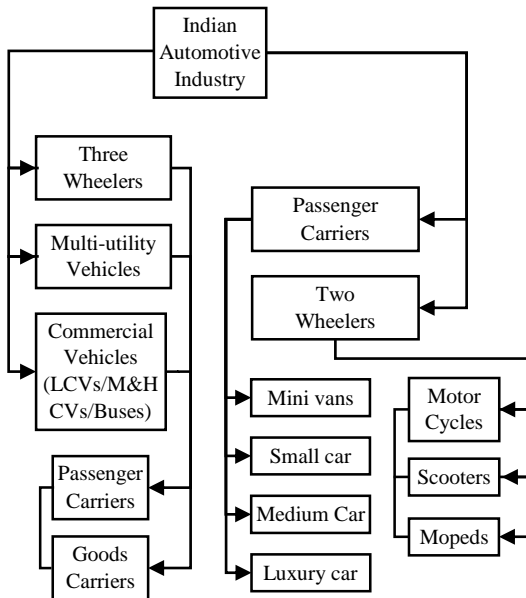 Indian
Automotive
Industry
Three
Wheelers
Multi-utility
Vehicles
Commercial
Vehicles
(LCVs/M&H
CVs/Buses)
Passenger
Carriers
Goods
Carriers
Passenger
Carriers
Two
Wheelers
Mini vans
Small car
Medium Car
Luxury car
Motor
Cycles
Scooters
Mopeds